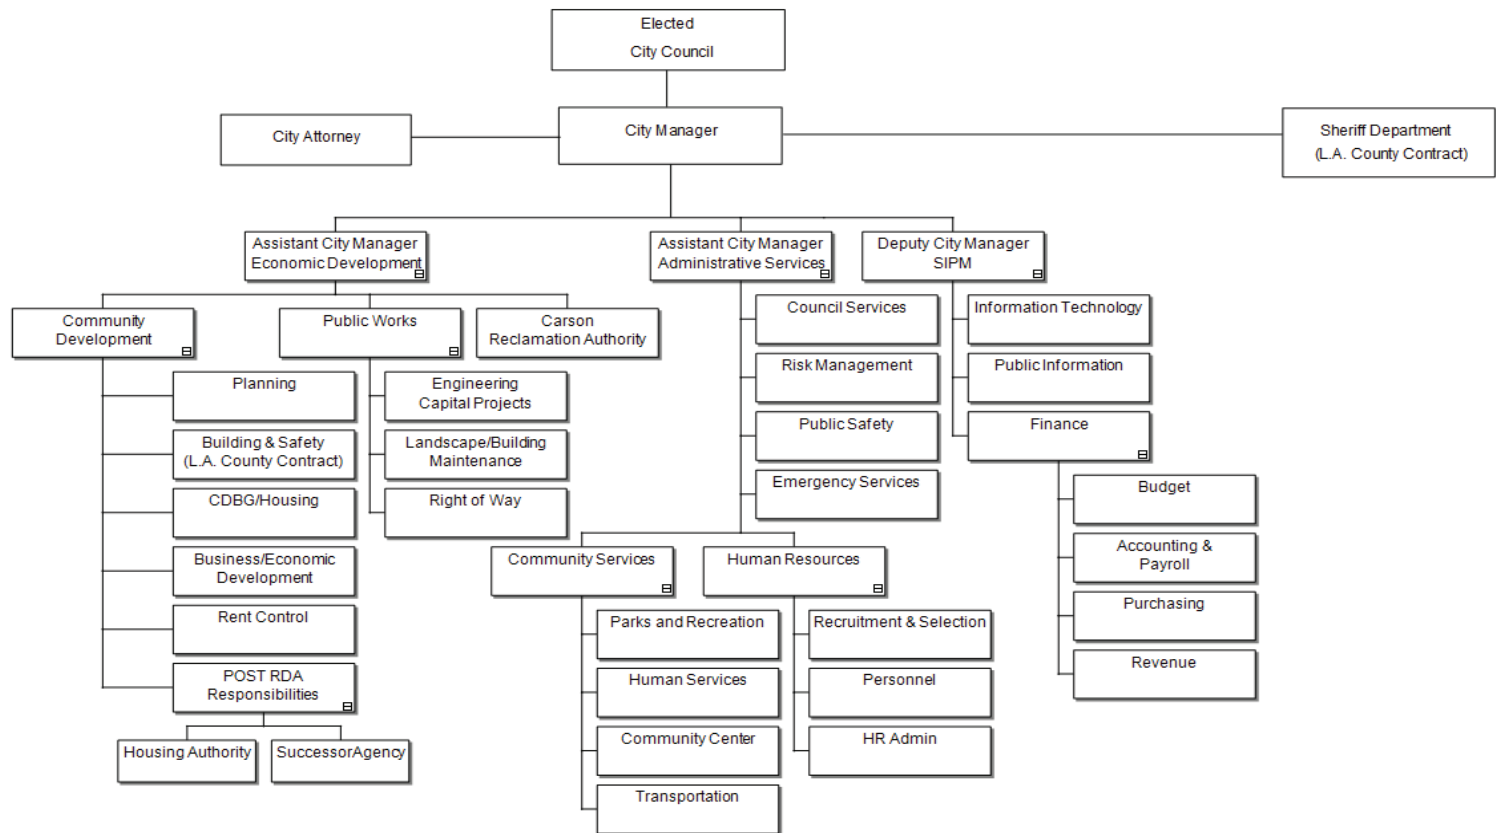 Elected
City Council
City Attorney
City Manager
Sheriff Department
(L.A. County Contract)
Assistant City Manager
Economic Development
Assistant City Manager
Administrative Services
Deputy City Manager
SIPM
Community
Development
Public Works
Carson
Reclamation Authority
Council Services
Information Technology
Planning
Engineering
Capital Projects
Risk Management
Public Information
Building & Safety
(L.A. County Contract)
Landscape/Building
Maintenance
Public Safety
Finance
CDBG/Housing
Right of Way
Emergency Services
Budget
Business/Economic
Development
Community Services
Human Resources
Accounting &
Payroll
Rent Control
Parks and Recreation
Recruitment & Selection
Purchasing
POST RDA
Responsibilities
Human Services
Personnel
Revenue
Housing Authority
SuccessorAgency
Community Center
HR Admin
Transportation